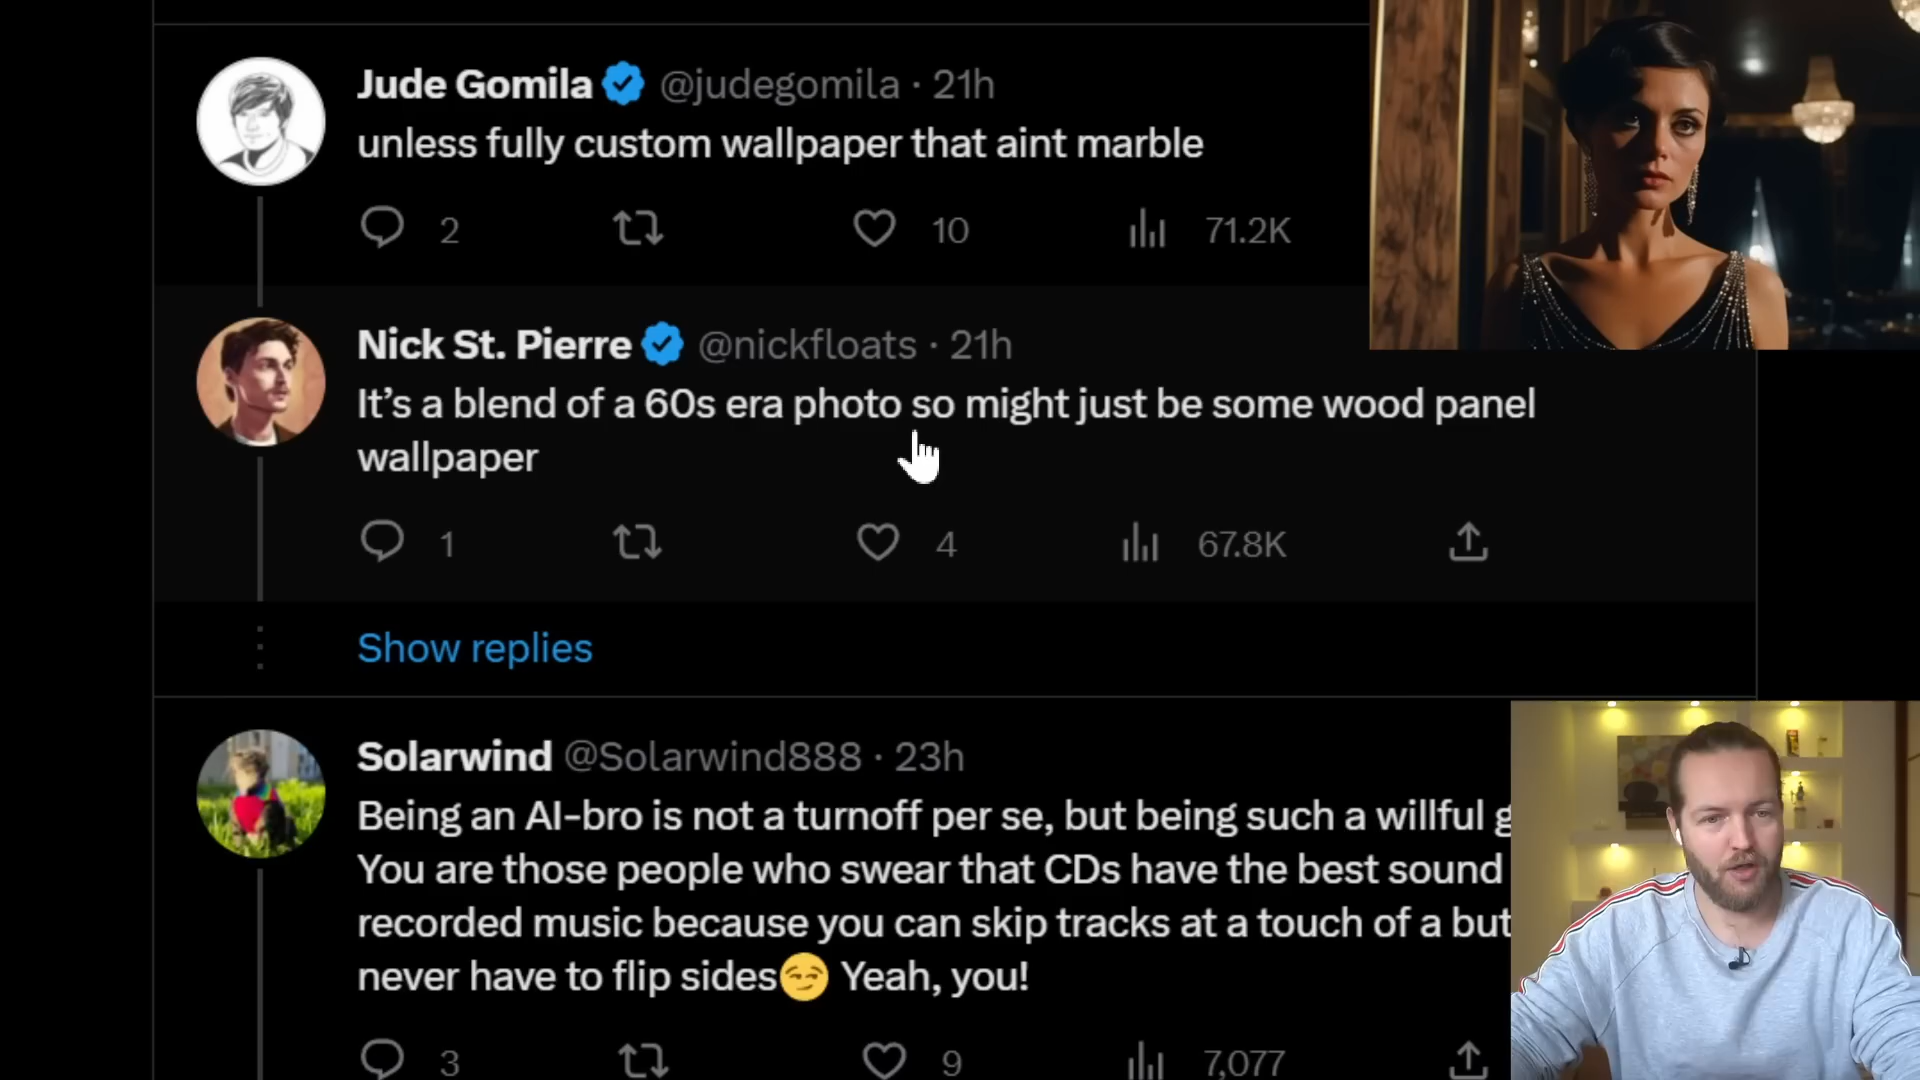 Jude Gomila @judegomila · 21h
unless fully custom wallpaper that aint marble
2 10 71.2K
Nick St. Pierre @nickfloats · 21h
It’s a blend of a 60s era photo so might just be some wood panel
wallpaper
1 4 67.8K
Show replies
Solarwind @Solarwind888 · 23h
Being an AI-bro is not a turnoff per se, but being such a willful
You are those people who swear that CDs have the best sound
recorded music because you can skip tracks at a touch of a but
never have to flip sides😏 Yeah, you!
3 9 7,077